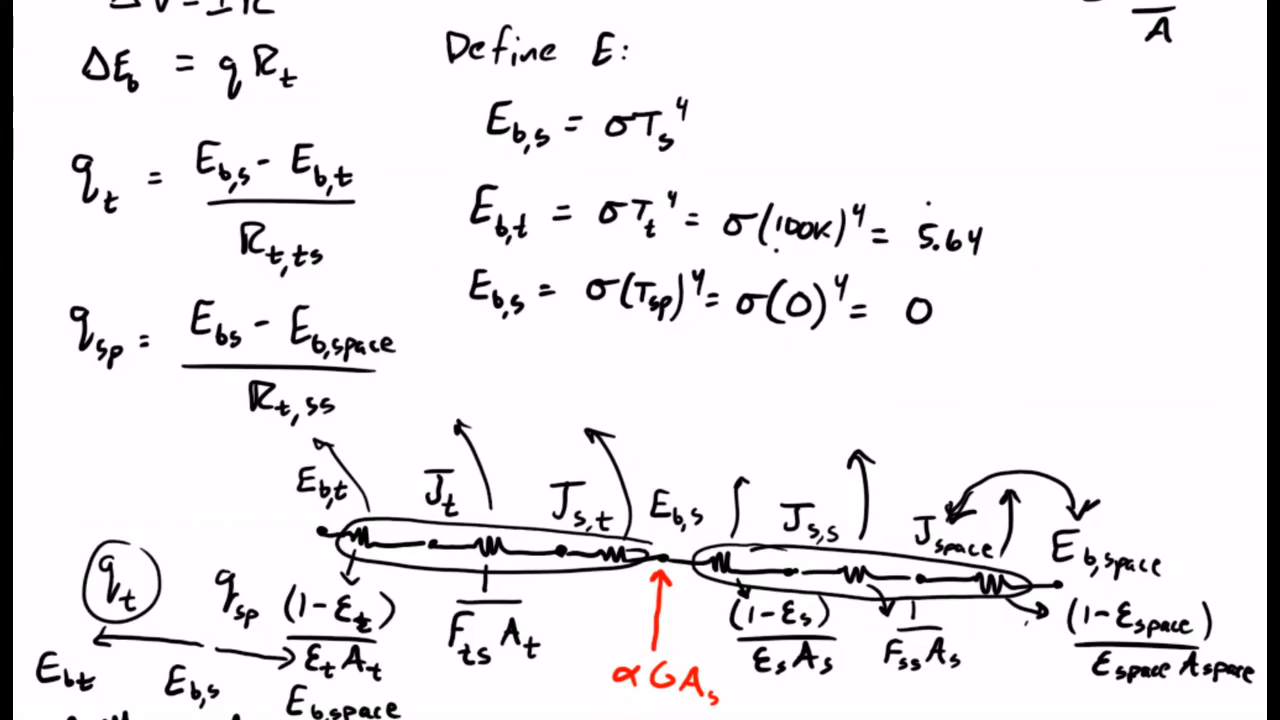 ΔV = IR
A
Define E:
ΔE_b = q R_t
E_b,s = σT_s^4
q_t = (E_b,s - E_b,t) / R_t,ts
E_b,t = σT_t^4 = σ(100K)^4 = 5.64
E_b,s = σ(T_sp)^4 = σ(0)^4 = 0
q_sp = (E_bs - E_b,space) / R_t,ss
E_b,t J_t J_s,t E_b,s J_s,s J_space E_b,space
q_t q_sp (1-ε_t) / ε_t A_t 1 / F_ts A_t (1-ε_s) / ε_s A_s 1 / F_ss A_s (1-ε_space) / ε_space A_space
αGA_s
E_bt E_b,s E_b,space